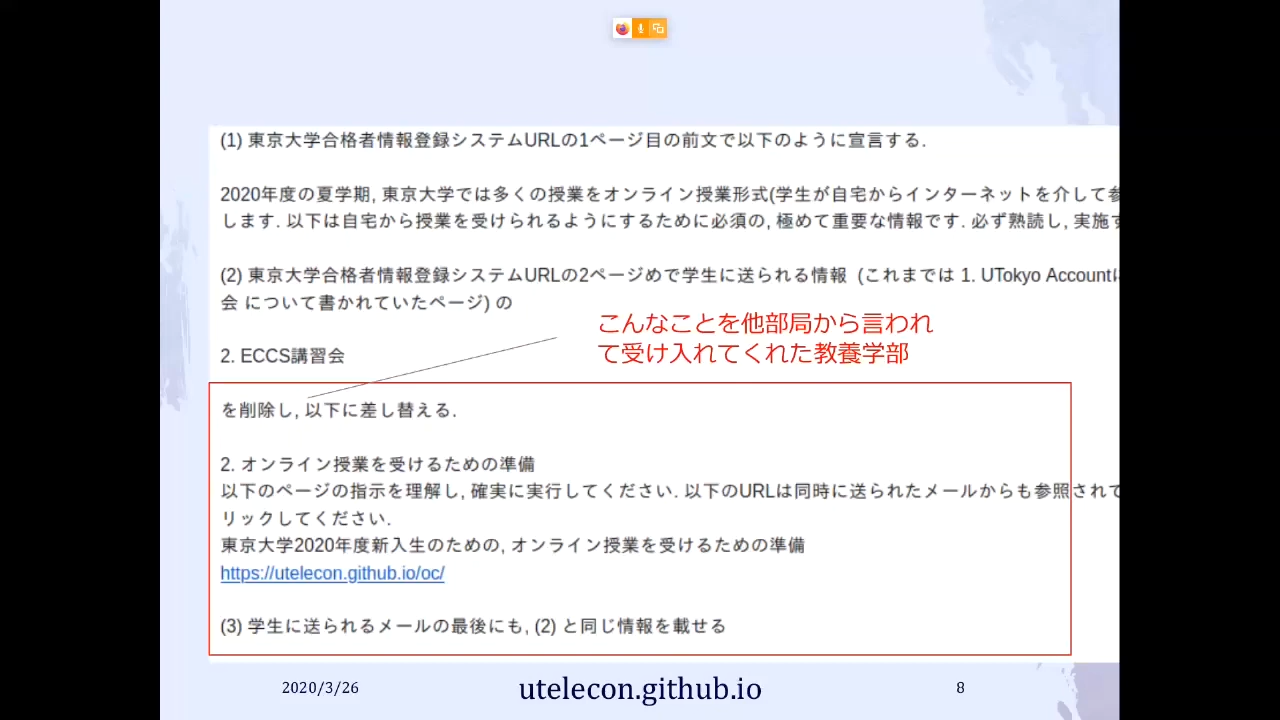 (1) 東京大学合格者情報登録システムURLの1ページ目の前文で以下のように宣言する.
2020年度の夏学期, 東京大学では多くの授業をオンライン授業形式(学生が自宅からインターネットを介して参
します. 以下は自宅から授業を受けられるようにするために必須の, 極めて重要な情報です. 必ず熟読し, 実施す
(2) 東京大学合格者情報登録システムURLの2ページめで学生に送られる情報 (これまでは 1. UTokyo Accountに
会 について書かれていたページ) の
こんなことを他部局から言われ
て受け入れてくれた教養学部
2. ECCS講習会
を削除し, 以下に差し替える.
2. オンライン授業を受けるための準備
以下のページの指示を理解し, 確実に実行してください. 以下のURLは同時に送られたメールからも参照されて
リックしてください.
東京大学2020年度新入生のための, オンライン授業を受けるための準備
https://utelecon.github.io/oc/
(3) 学生に送られるメールの最後にも, (2) と同じ情報を載せる
2020/3/26
utelecon.github.io
8